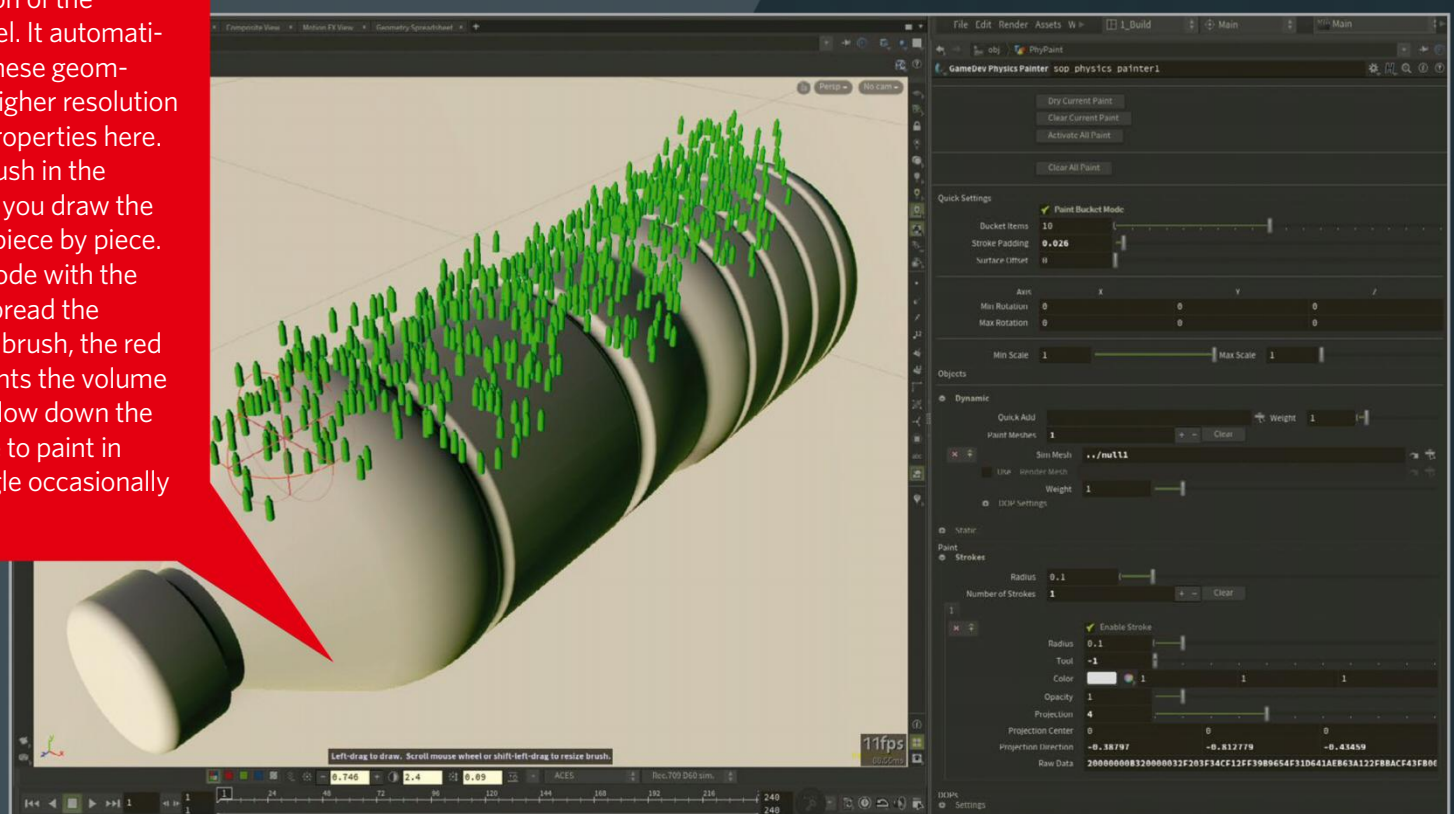 on of the
el. It automati-
hese geom-
igher resolution
roperties here.
ush in the
you draw the
piece by piece.
ode with the
pread the
brush, the red
nts the volume
low down the
to paint in
gle occasionally
Composite View × Motion FX View × Geometry Spreadsheet × +
Persp No cam
File Edit Render Assets W 1_Build Main Main
obj PhyPaint
GameDev Physics Painter sop physics painter1
Dry Current Paint
Clear Current Paint
Activate All Paint
Clear All Paint
Quick Settings
Paint Bucket Mode
Bucket Items 10
Stroke Padding 0.026
Surface Offset 0
Axis X Y Z
Min Rotation 0 0 0
Max Rotation 0 0 0
Min Scale 1 Max Scale 1
Objects
Dynamic
Quick Add Weight 1
Paint Meshes 1 + - Clear
Sim Mesh ../null1
Use Render Mesh
Weight 1
DOP Settings
Static
Paint
Strokes
Radius 0.1
Number of Strokes 1 + - Clear
1
Enable Stroke
Radius 0.1
Tool -1
Color 1 1 1
Opacity 1
Projection 4
Projection Center 0 0 0
Projection Direction -0.38797 -0.812779 -0.43459
DOPs
Settings
Left-drag to draw. Scroll mouse wheel or shift-left-drag to resize brush.
11fps
0.746 2.4 0.09 ACES Rec.709 D60 sim.
1 1 1 24 48 72 96 120 144 168 192 216 240
1 240